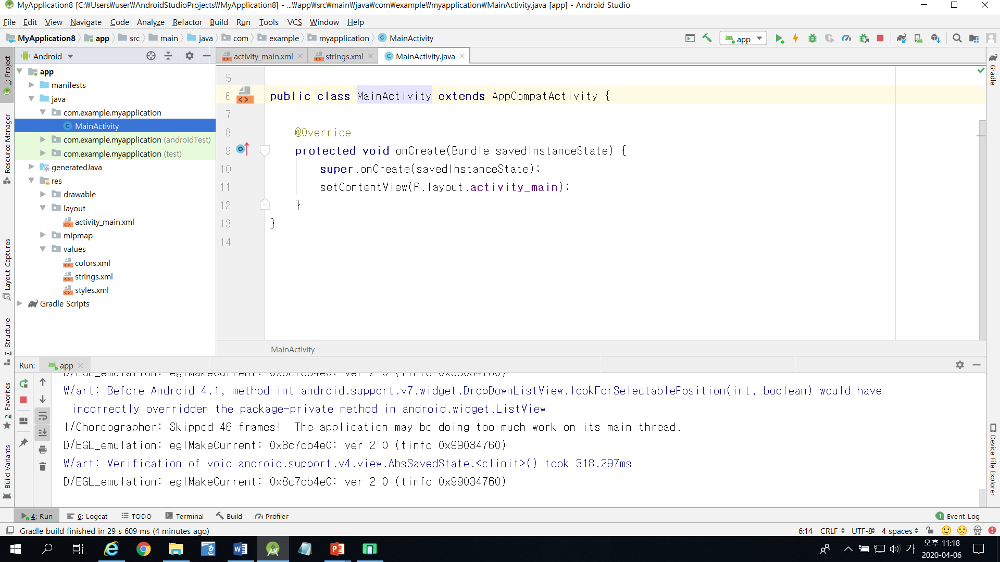 MyApplication8 [C:₩Users₩user₩AndroidStudioProjects₩MyApplication8] - ...₩app₩src₩main₩java₩com₩example₩myapplication₩MainActivity.java [app] - Android Studio
File Edit View Navigate Code Analyze Refactor Build Run Tools VCS Window Help
MyApplication8 app src main java com example myapplication MainActivity
app
Android
activity_main.xml strings.xml MainActivity.java
1: Project
Resource Manager
Layout Captures
7: Structure
2: Favorites
Build Variants
app
manifests
java
com.example.myapplication
MainActivity
com.example.myapplication (androidTest)
com.example.myapplication (test)
generatedJava
res
drawable
layout
activity_main.xml
mipmap
values
colors.xml
strings.xml
styles.xml
Gradle Scripts
5
6 public class MainActivity extends AppCompatActivity {
7
8 @Override
9 protected void onCreate(Bundle savedInstanceState) {
10 super.onCreate(savedInstanceState);
11 setContentView(R.layout.activity_main);
12 }
13 }
14
MainActivity
Gradle
Device File Explorer
Run: app
D/EGL_emulation: eglMakeCurrent: 0x8c7db4e0: ver 2 0 (tinfo 0x99034760)
W/art: Before Android 4.1, method int android.support.v7.widget.DropDownListView.lookForSelectablePosition(int, boolean) would have
incorrectly overridden the package-private method in android.widget.ListView
I/Choreographer: Skipped 46 frames!  The application may be doing too much work on its main thread.
D/EGL_emulation: eglMakeCurrent: 0x8c7db4e0: ver 2 0 (tinfo 0x99034760)
W/art: Verification of void android.support.v4.view.AbsSavedState.<clinit>() took 318.297ms
D/EGL_emulation: eglMakeCurrent: 0x8c7db4e0: ver 2 0 (tinfo 0x99034760)
4: Run 6: Logcat TODO Terminal Build Profiler 1 Event Log
Gradle build finished in 29 s 609 ms (4 minutes ago) 6:14 CRLF UTF-8 4 spaces
가 오후 11:18
2020-04-06